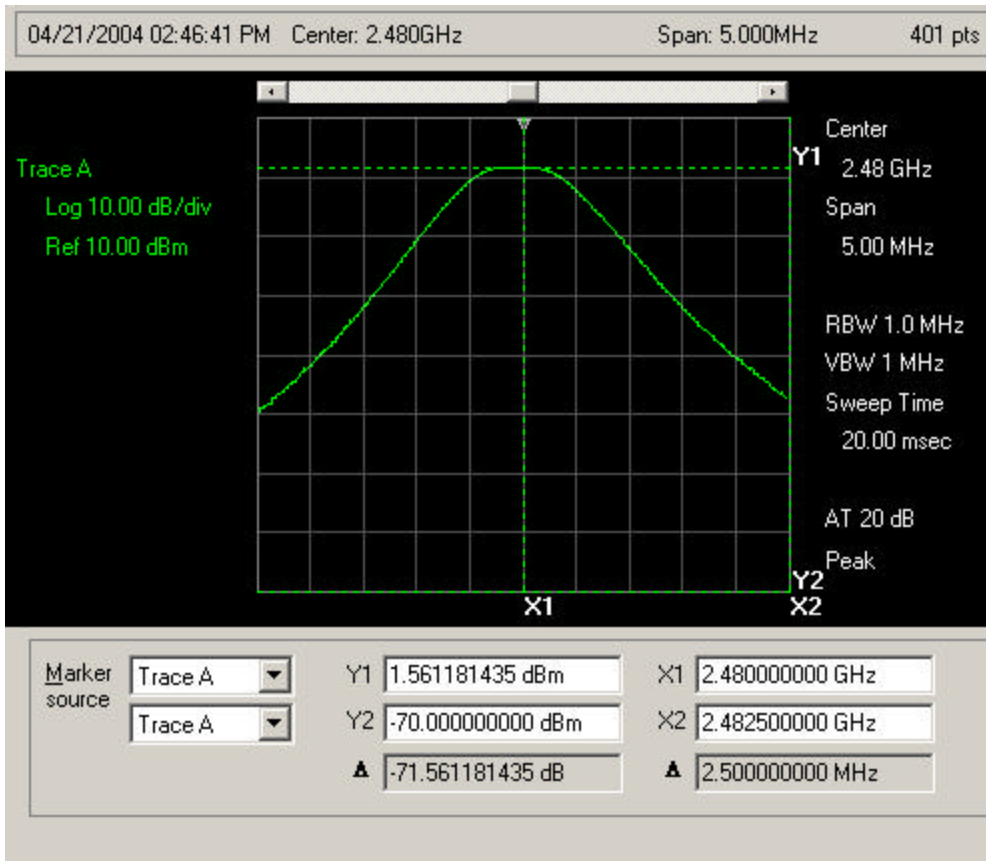 04/21/2004 02:46:41 PM Center: 2.480GHz Span: 5.000MHz 401 pts
Trace A
Log 10.00 dB/div
Ref 10.00 dBm
Y1
Center
2.48 GHz
Span
5.00 MHz
RBW 1.0 MHz
VBW 1 MHz
Sweep Time
20.00 msec
AT 20 dB
Peak
Y2
X1 X2
Marker source Trace A Y1 1.561181435 dBm X1 2.480000000 GHz
Trace A Y2 -70.000000000 dBm X2 2.482500000 GHz
Δ -71.561181435 dB Δ 2.500000000 MHz